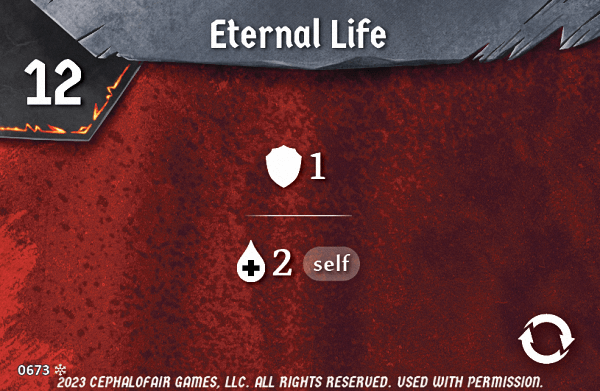 Eternal Life
12
1
2 self
0673
2023 CEPHALOFAIR GAMES, LLC. ALL RIGHTS RESERVED. USED WITH PERMISSION.